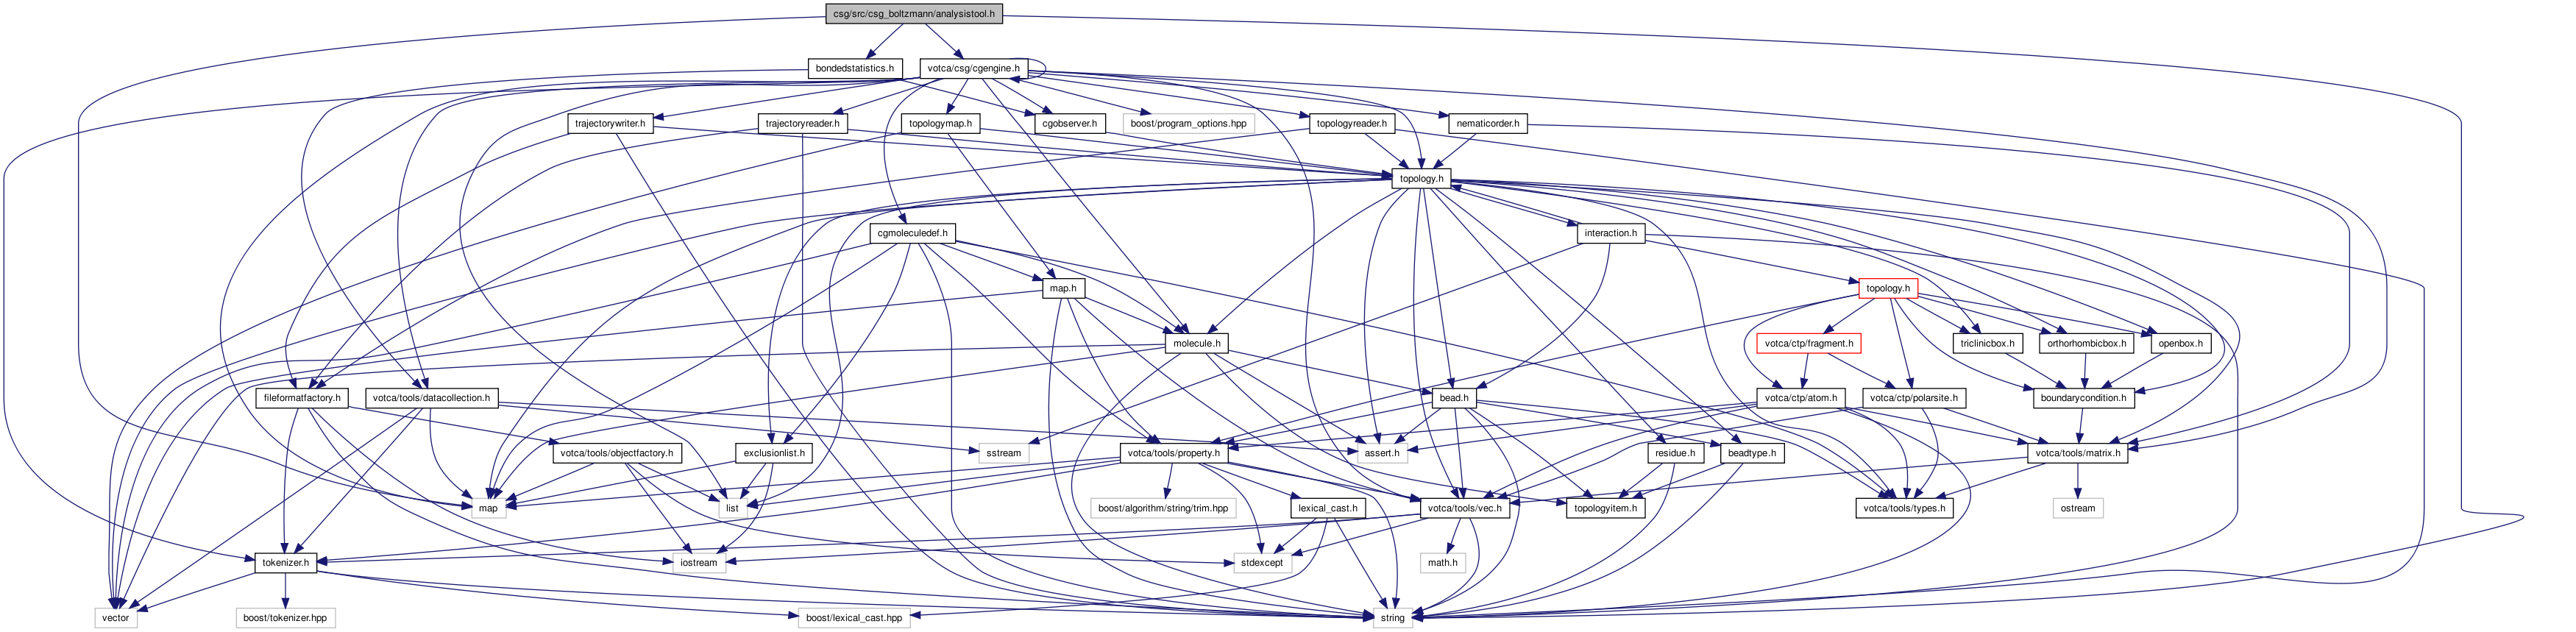 csg/src/csg_boltzmann/analysistool.h
bondedstatistics.h
votca/csg/cgengine.h
trajectorywriter.h
trajectoryreader.h
topologymap.h
cgobserver.h
boost/program_options.hpp
topologyreader.h
nematicorder.h
topology.h
cgmoleculedef.h
interaction.h
map.h
topology.h
molecule.h
votca/ctp/fragment.h
triclinicbox.h
orthorhombicbox.h
openbox.h
fileformatfactory.h
votca/tools/datacollection.h
bead.h
votca/ctp/atom.h
votca/ctp/polarsite.h
boundarycondition.h
votca/tools/objectfactory.h
exclusionlist.h
sstream
votca/tools/property.h
assert.h
residue.h
beadtype.h
votca/tools/matrix.h
map
list
boost/algorithm/string/trim.hpp
lexical_cast.h
votca/tools/vec.h
topologyitem.h
votca/tools/types.h
ostream
tokenizer.h
iostream
stdexcept
math.h
vector
boost/tokenizer.hpp
boost/lexical_cast.hpp
string